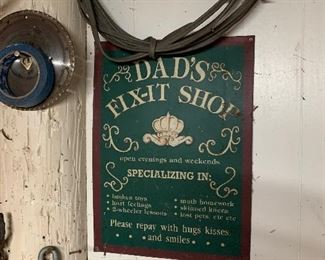 DAD'S
FIX-IT SHOP
open evenings and weekends
SPECIALIZING IN:
• broken toys
• hurt feelings
• 2-wheeler lessons
• math homework
• skinned knees
• lost pets, etc etc
Please repay with hugs kisses
• and smiles •